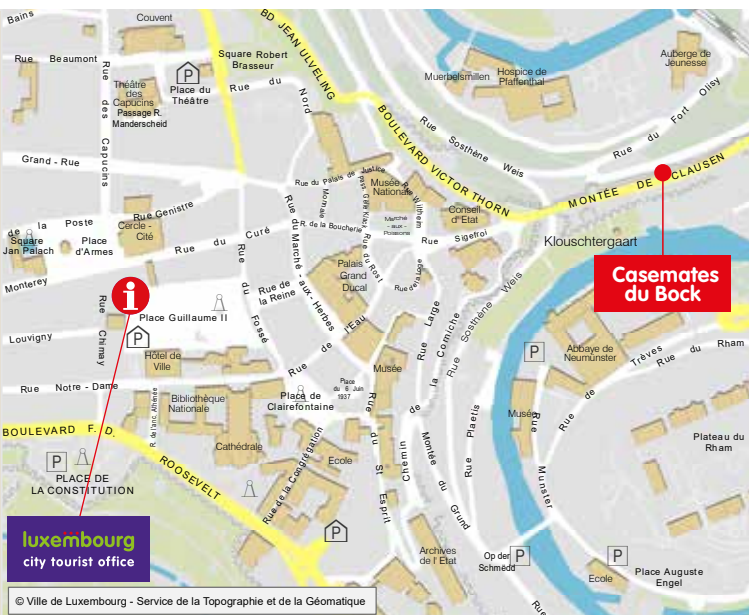 Bains
Couvent
BD JEAN ULVELING
Square Robert
Brasseur
Rue Beaumont
P
Théâtre
des
Capucins
Passage R.
Manderscheid
Place du
Théâtre
Rue du Nord
Rue des Capucins
Muerbelsmillen
Hospice de
Pfaffenthal
Auberge de
Jeunesse
Rue du Fort Olisy
Rue Sosthène Weis
BOULEVARD VICTOR THORN
MONTÉE DE CLAUSEN
Grand - Rue
Rue du Palais de Justice
Musée
National
Rue Wiltheim
Conseil
d'Etat
Rue Sigefroi
Klouschtergaart
Casemates
du Bock
Rue Génistre
Cercle -
Cité
de la Poste
Square
Jan Palach
Place
d'Armes
Rue du Curé
R. de la Boucherie
Marché
- aux -
Poissons
Rue du Rost
Rue du Marché - aux - Herbes
Palais
Grand
Ducal
Monterey
i
Rue de
la Reine
Rue du Fossé
Place Guillaume II
P
Louvigny
Rue Chimay
Hôtel de
Ville
Rue de l'Eau
Rue Large
Chemin de la Corniche
Rue Sosthène Weis
P
Abbaye de
Neumünster
Rue de Trèves
Rue du Rham
Musée
Place
du 6 Juin
1937
Rue Notre - Dame
R. de l'anc. Athénée
Bibliothèque
Nationale
Place de
Clairefontaine
Cathédrale
BOULEVARD F. D. ROOSEVELT
Rue de la Congrégation
Ecole
Rue du St Esprit
Montée du Grund
Rue Plaetis
Musée
Rue Munster
Plateau du
Rham
P
PLACE DE
LA CONSTITUTION
P
luxembourg
city tourist office
Archives
de l' Etat
Op der
Schmëdd
P
P
Ecole
Place Auguste
Engel
Rue
© Ville de Luxembourg - Service de la Topographie et de la Géomatique